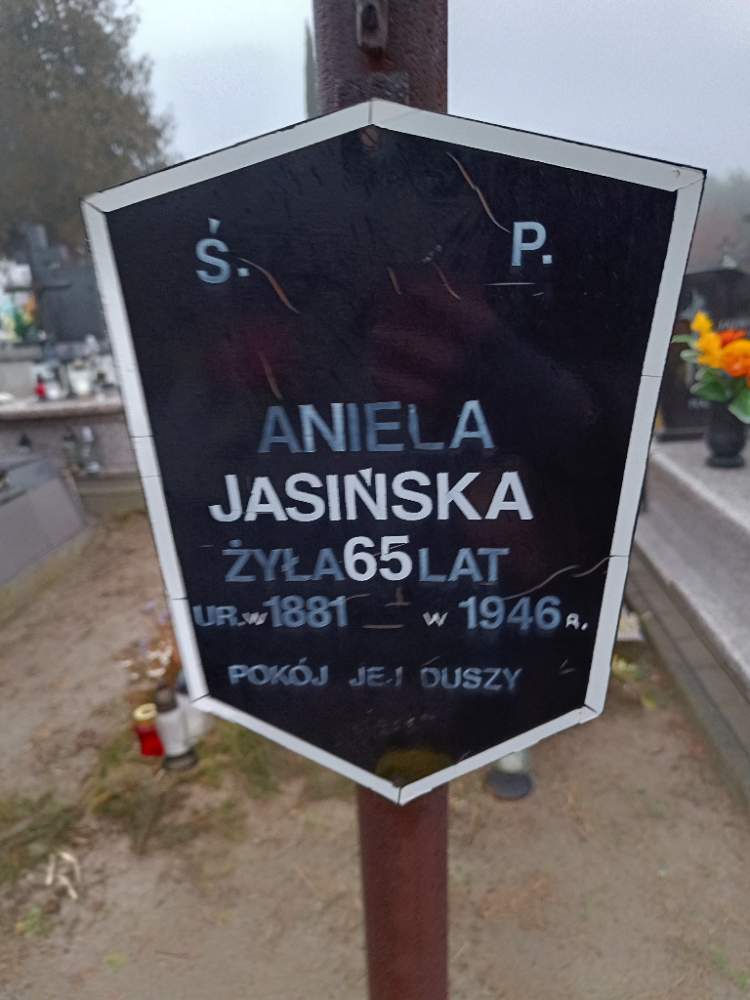 Ś. P.
ANIELA
JASIŃSKA
ŻYŁA 65 LAT
UR. w 1881 — w 1946 R.
POKÓJ JEJ DUSZY